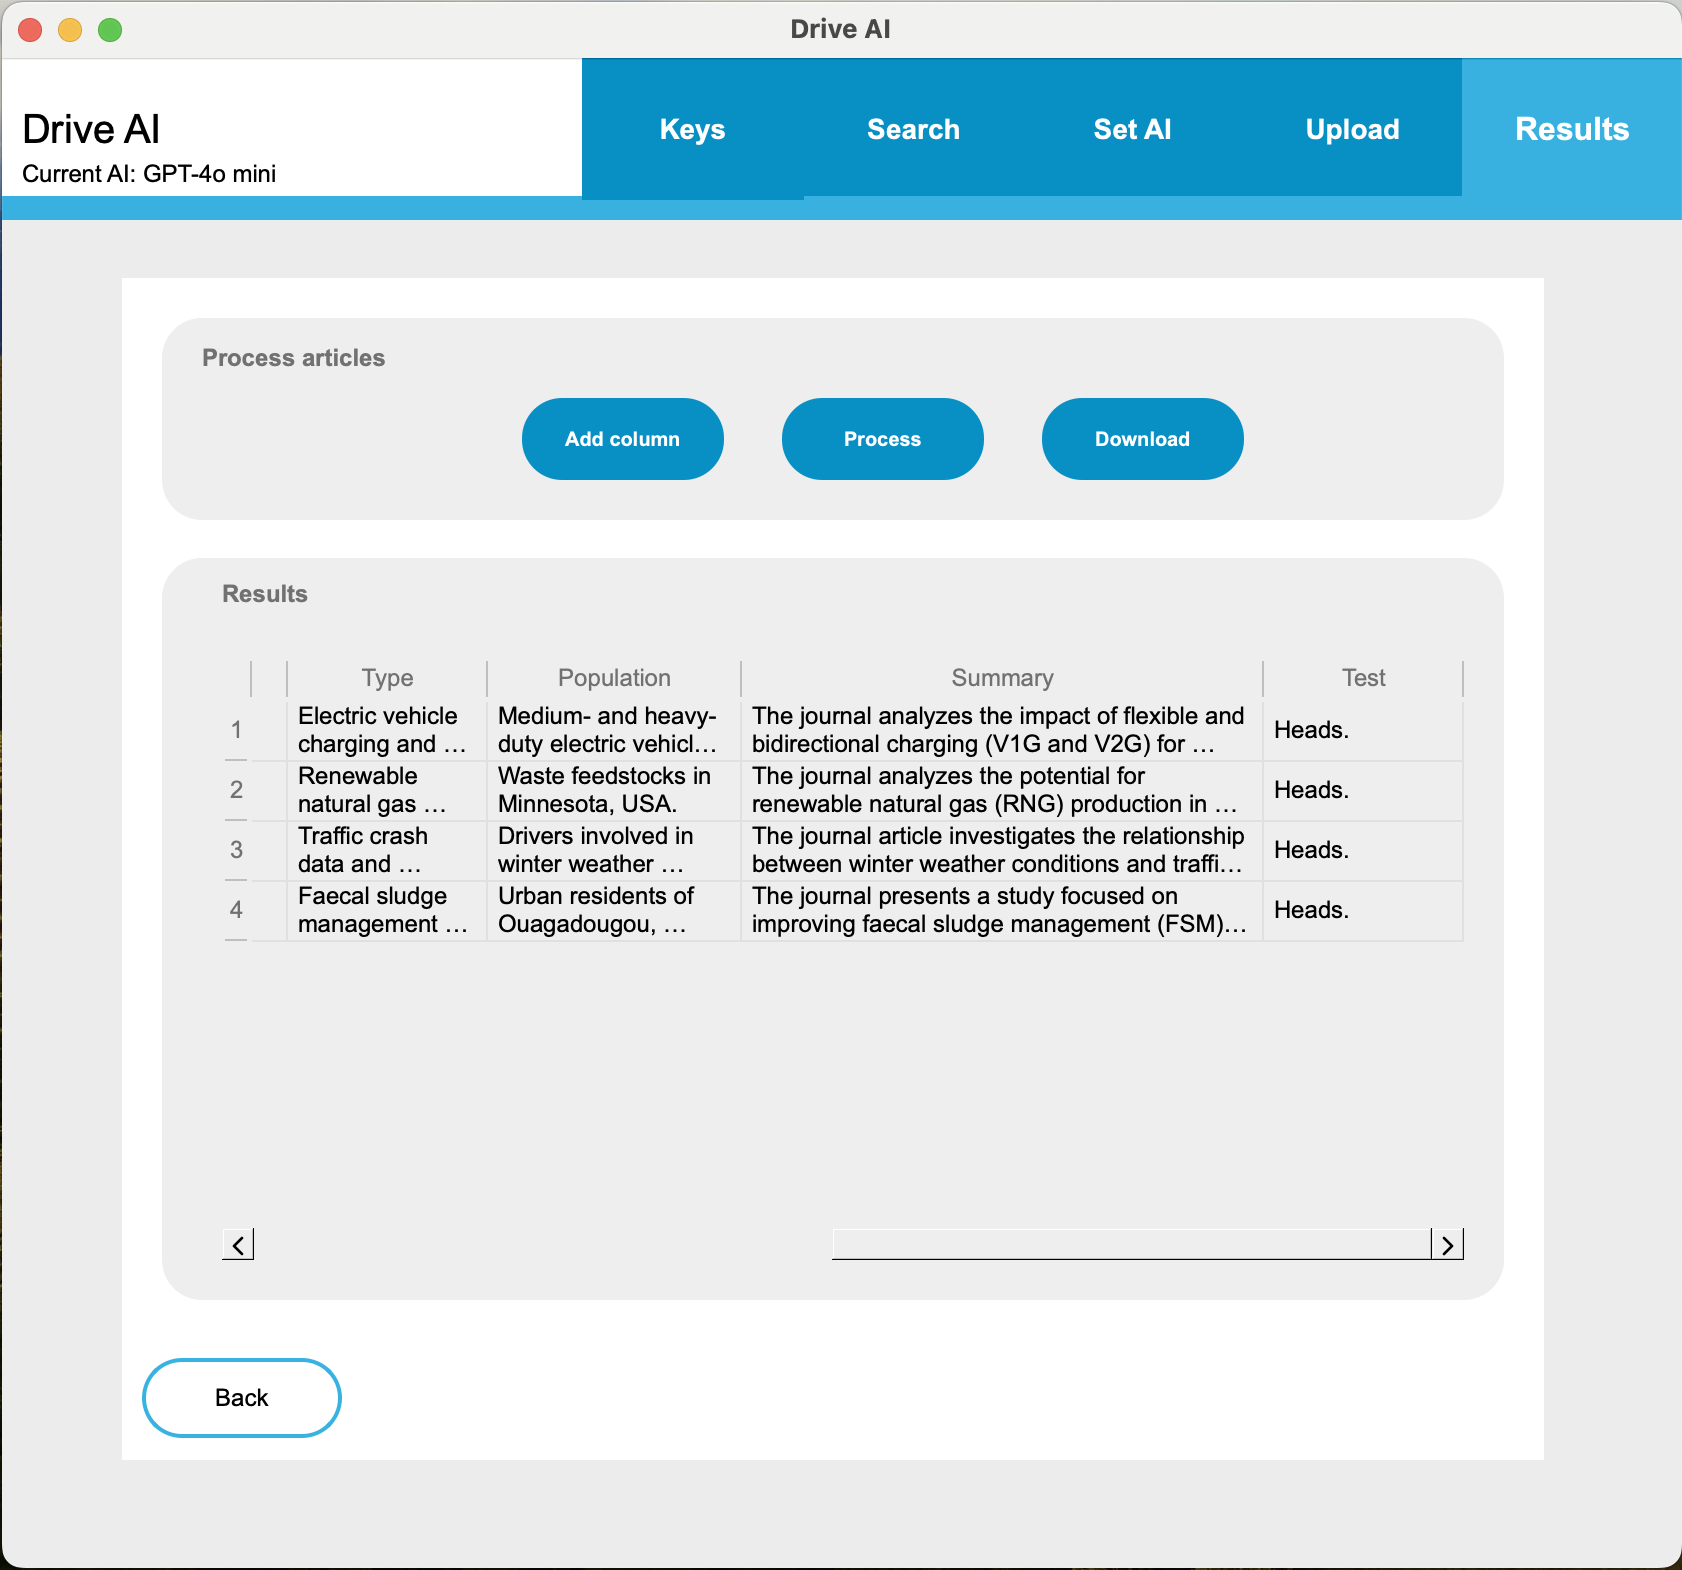 Drive AI
Drive AI
Current AI: GPT-4o mini
Keys
Search
Set AI
Upload
Results
Process articles
Add column
Process
Download
Results
Type
Population
Summary
Test
1
Electric vehicle
charging and …
Medium- and heavy-
duty electric vehicl…
The journal analyzes the impact of flexible and
bidirectional charging (V1G and V2G) for …
Heads.
2
Renewable
natural gas …
Waste feedstocks in
Minnesota, USA.
The journal analyzes the potential for
renewable natural gas (RNG) production in …
Heads.
3
Traffic crash
data and …
Drivers involved in
winter weather …
The journal article investigates the relationship
between winter weather conditions and traffi…
Heads.
4
Faecal sludge
management …
Urban residents of
Ouagadougou, …
The journal presents a study focused on
improving faecal sludge management (FSM)…
Heads.
Back